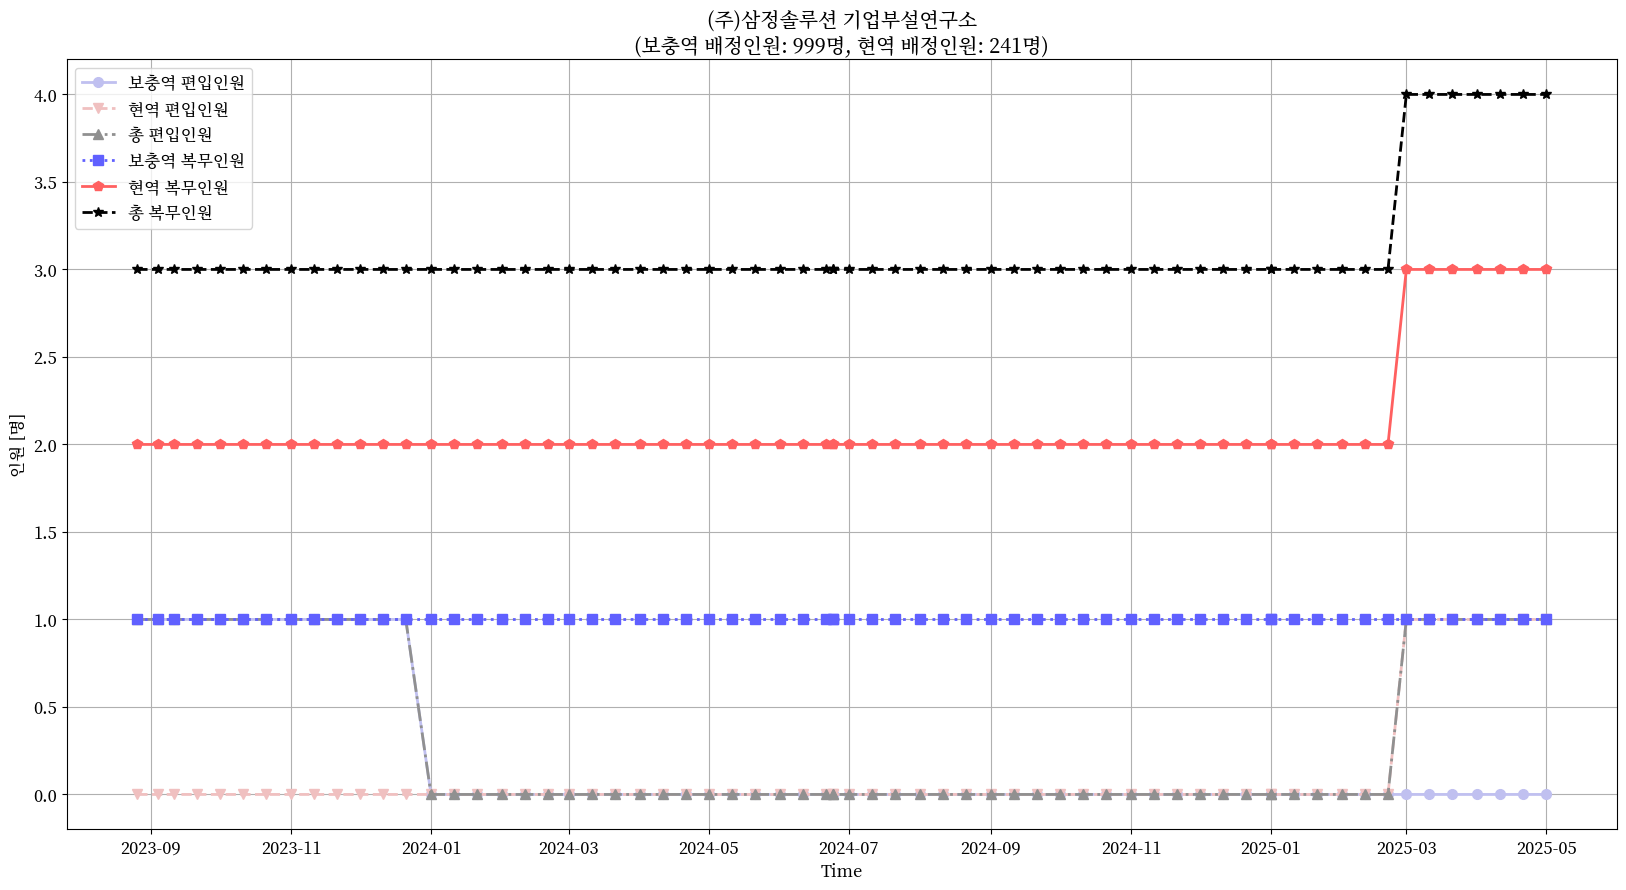 (주)삼정솔루션 기업부설연구소
(보충역 배정인원: 999명, 현역 배정인원: 241명)
보충역 편입인원
현역 편입인원
총 편입인원
보충역 복무인원
현역 복무인원
총 복무인원
4.0
3.5
3.0
2.5
2.0
1.5
1.0
0.5
0.0
인원 [명]
2023-09 2023-11 2024-01 2024-03 2024-05 2024-07 2024-09 2024-11 2025-01 2025-03 2025-05
Time